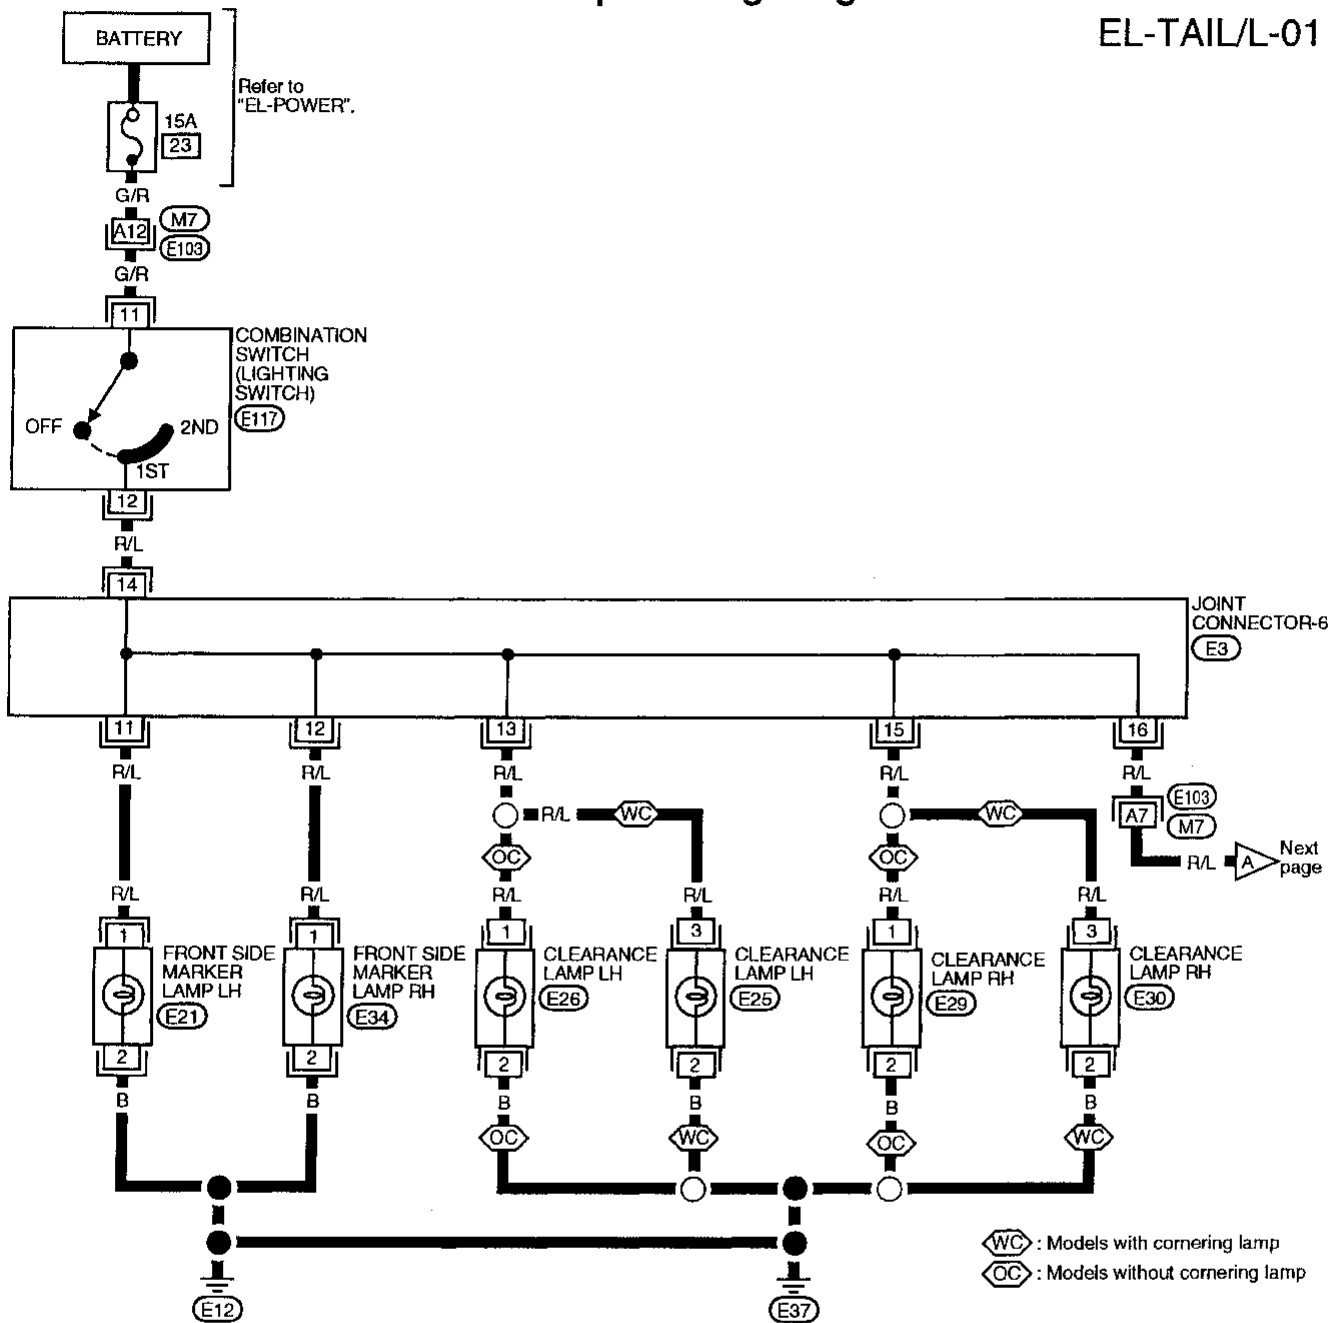 EL-TAIL/L-01
BATTERY
Refer to
"EL-POWER".
15A
23
G/R
A12
M7
E103
G/R
11
COMBINATION
SWITCH
(LIGHTING
SWITCH)
E117
OFF
2ND
1ST
12
R/L
14
JOINT
CONNECTOR-6
E3
11
12
13
15
16
R/L
R/L
R/L
R/L
R/L
R/L
WC
WC
A7
E103
M7
OC
OC
R/L
A
Next
page
R/L
R/L
R/L
R/L
R/L
R/L
1
1
1
3
1
3
FRONT SIDE
MARKER
LAMP LH
E21
FRONT SIDE
MARKER
LAMP RH
E34
CLEARANCE
LAMP LH
E26
CLEARANCE
LAMP LH
E25
CLEARANCE
LAMP RH
E29
CLEARANCE
LAMP RH
E30
2
2
2
2
2
2
B
B
B
B
B
B
OC
WC
OC
WC
WC : Models with cornering lamp
OC : Models without cornering lamp
E12
E37